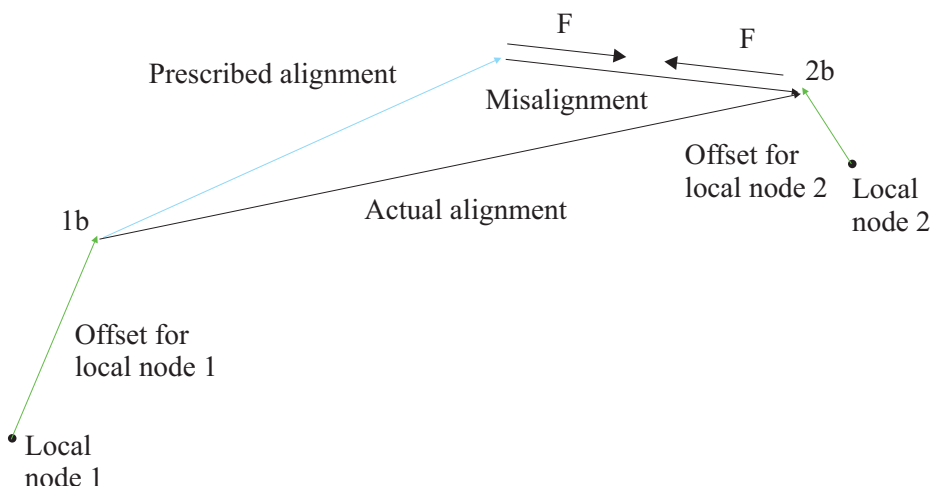 F
F
Prescribed alignment
2b
Misalignment
Offset for
local node 2
Local
node 2
Actual alignment
1b
Offset for
local node 1
Local
node 1